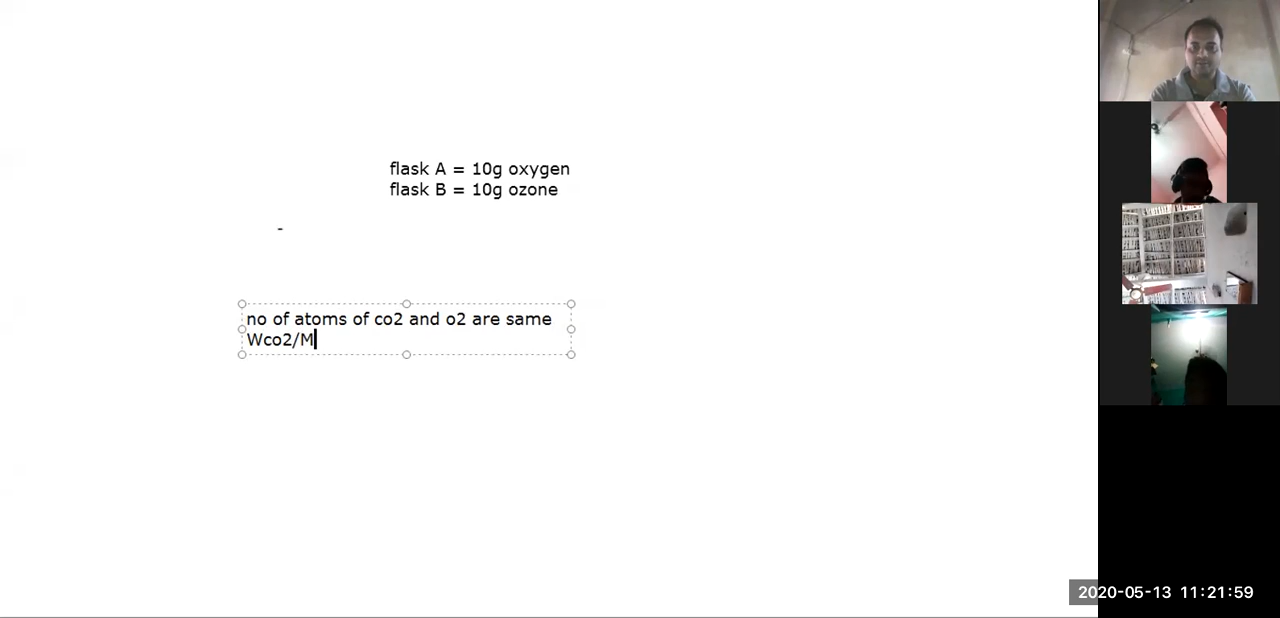 flask A = 10g oxygen
flask B = 10g ozone
-
no of atoms of co2 and o2 are same
Wco2/M
2020-05-13 11:21:59